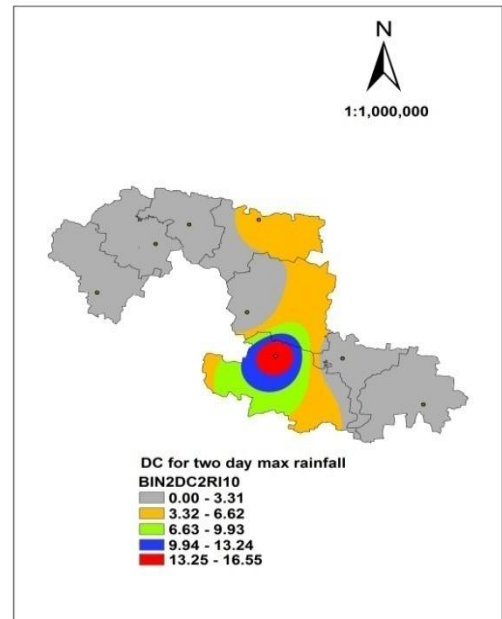 N
1:1,000,000
DC for two day max rainfall
BIN2DC2RI10
0.00 - 3.31
3.32 - 6.62
6.63 - 9.93
9.94 - 13.24
13.25 - 16.55